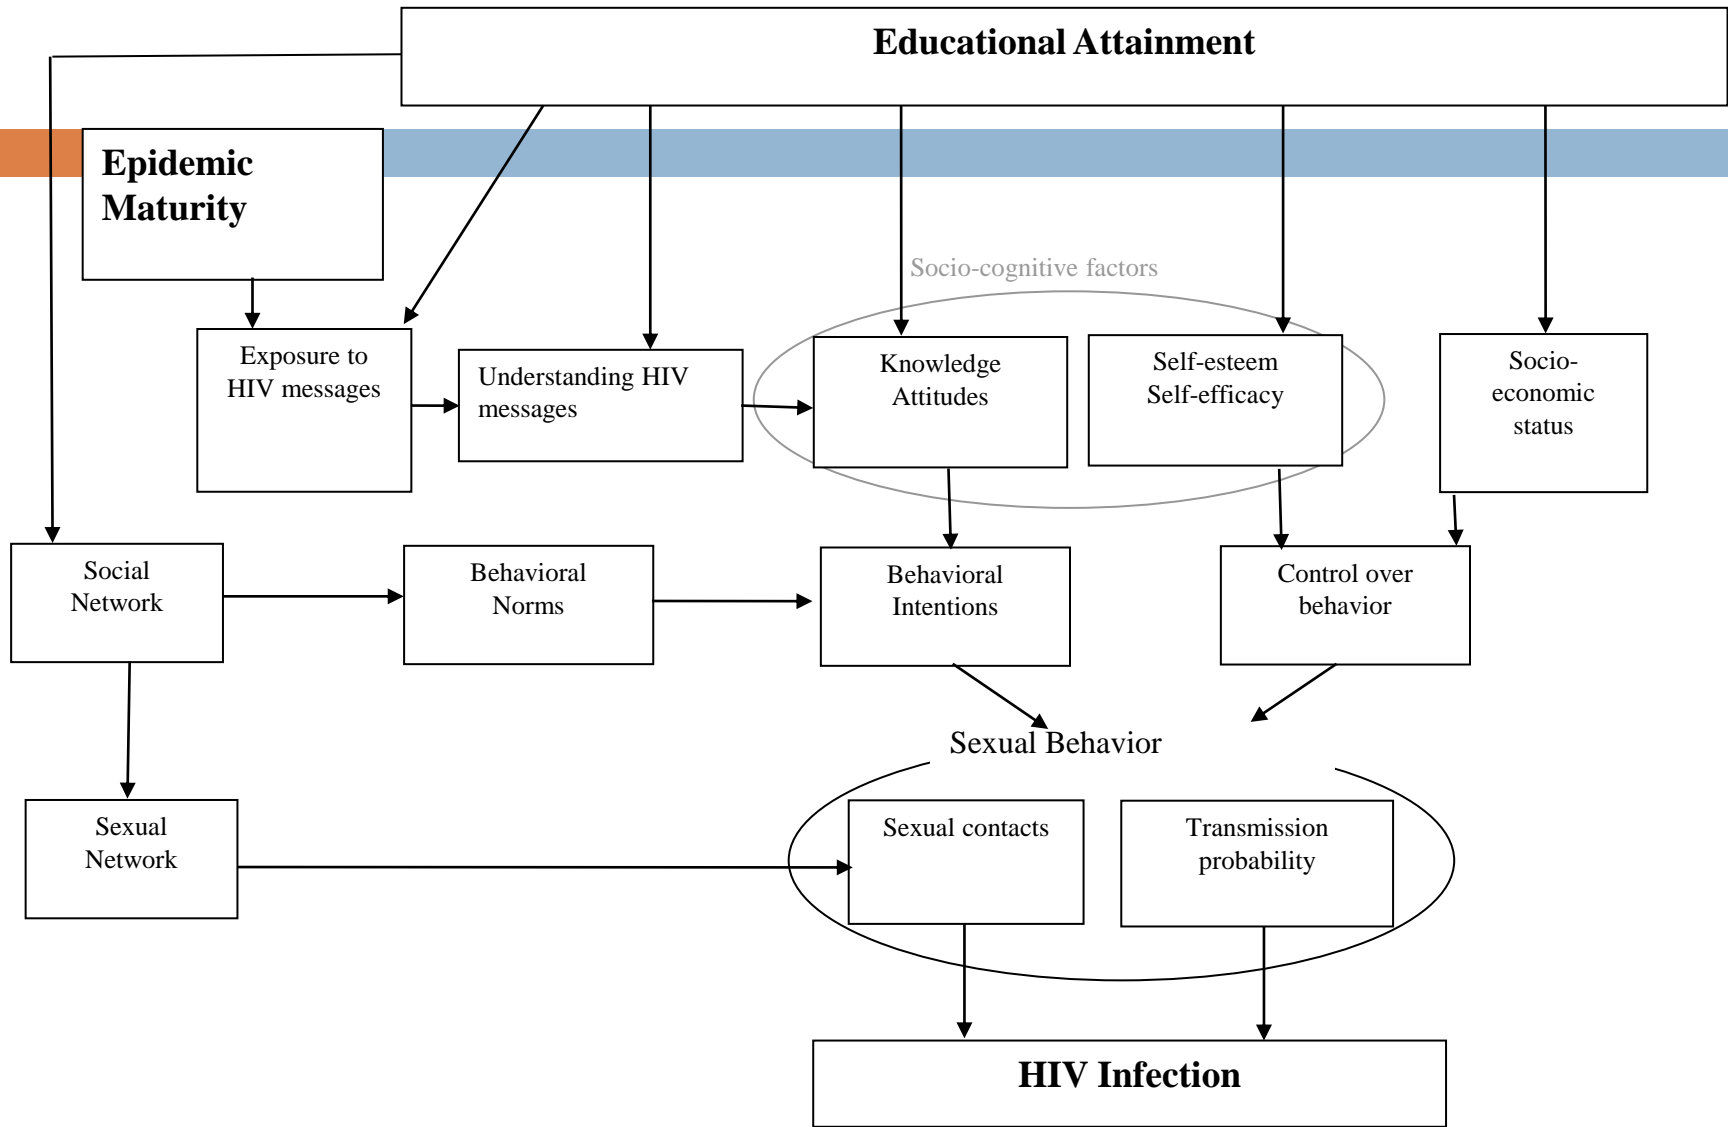 Educational Attainment
Epidemic
Maturity
Socio-cognitive factors
Exposure to
HIV messages
Understanding HIV
messages
Knowledge
Attitudes
Self-esteem
Self-efficacy
Socio-
economic
status
Social
Network
Behavioral
Norms
Behavioral
Intentions
Control over
behavior
Sexual Behavior
Sexual
Network
Sexual contacts
Transmission
probability
HIV Infection